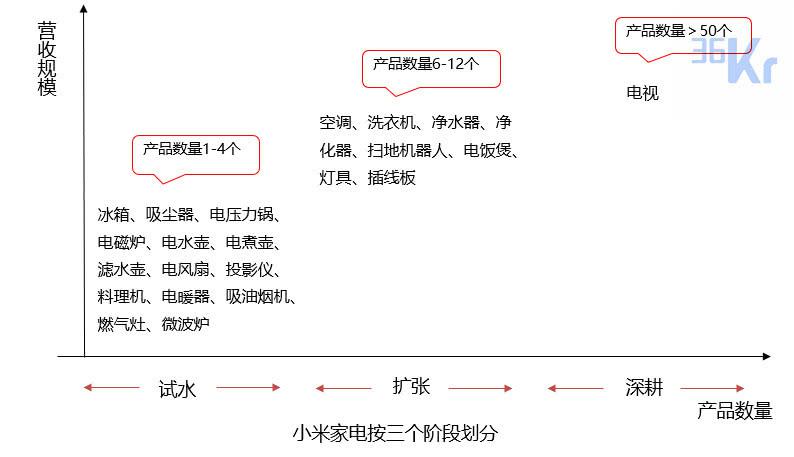 营收规模
产品数量>50个
36Kr
电视
产品数量6-12个
空调、洗衣机、净水器、净
化器、扫地机器人、电饭煲、
灯具、插线板
产品数量1-4个
冰箱、吸尘器、电压力锅、
电磁炉、电水壶、电煮壶、
滤水壶、电风扇、投影仪、
料理机、电暖器、吸油烟机、
燃气灶、微波炉
试水
扩张
深耕
产品数量
小米家电按三个阶段划分